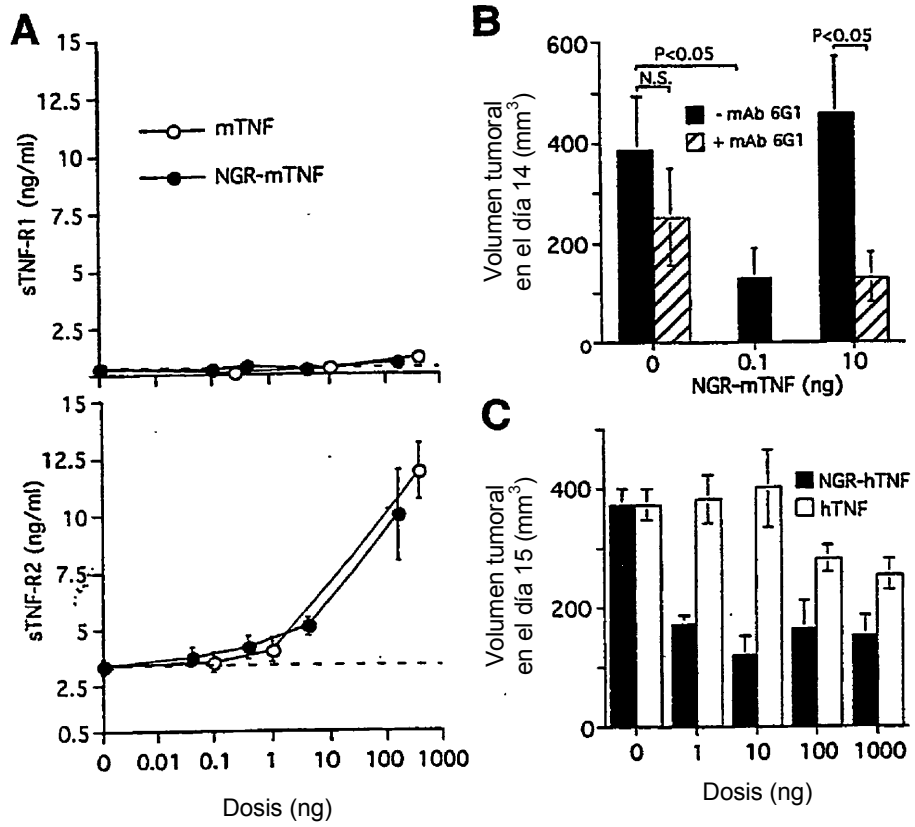 A
15
12.5
10
7.5
5
2.5
sTNF-R1 (ng/ml)
mTNF
NGR-mTNF
15
12.5
10
7.5
5
2.5
0.5
sTNF-R2 (ng/ml)
0 0.01 0.1 1 10 100 1000
Dosis (ng)
B
600
400
200
0
Volumen tumoral
en el día 14 (mm3)
P<0.05
N.S.
P<0.05
- mAb 6G1
+ mAb 6G1
0 0.1 10
NGR-mTNF (ng)
C
400
200
0
Volumen tumoral
en el día 15 (mm3)
NGR-hTNF
hTNF
0 1 10 100 1000
Dosis (ng)